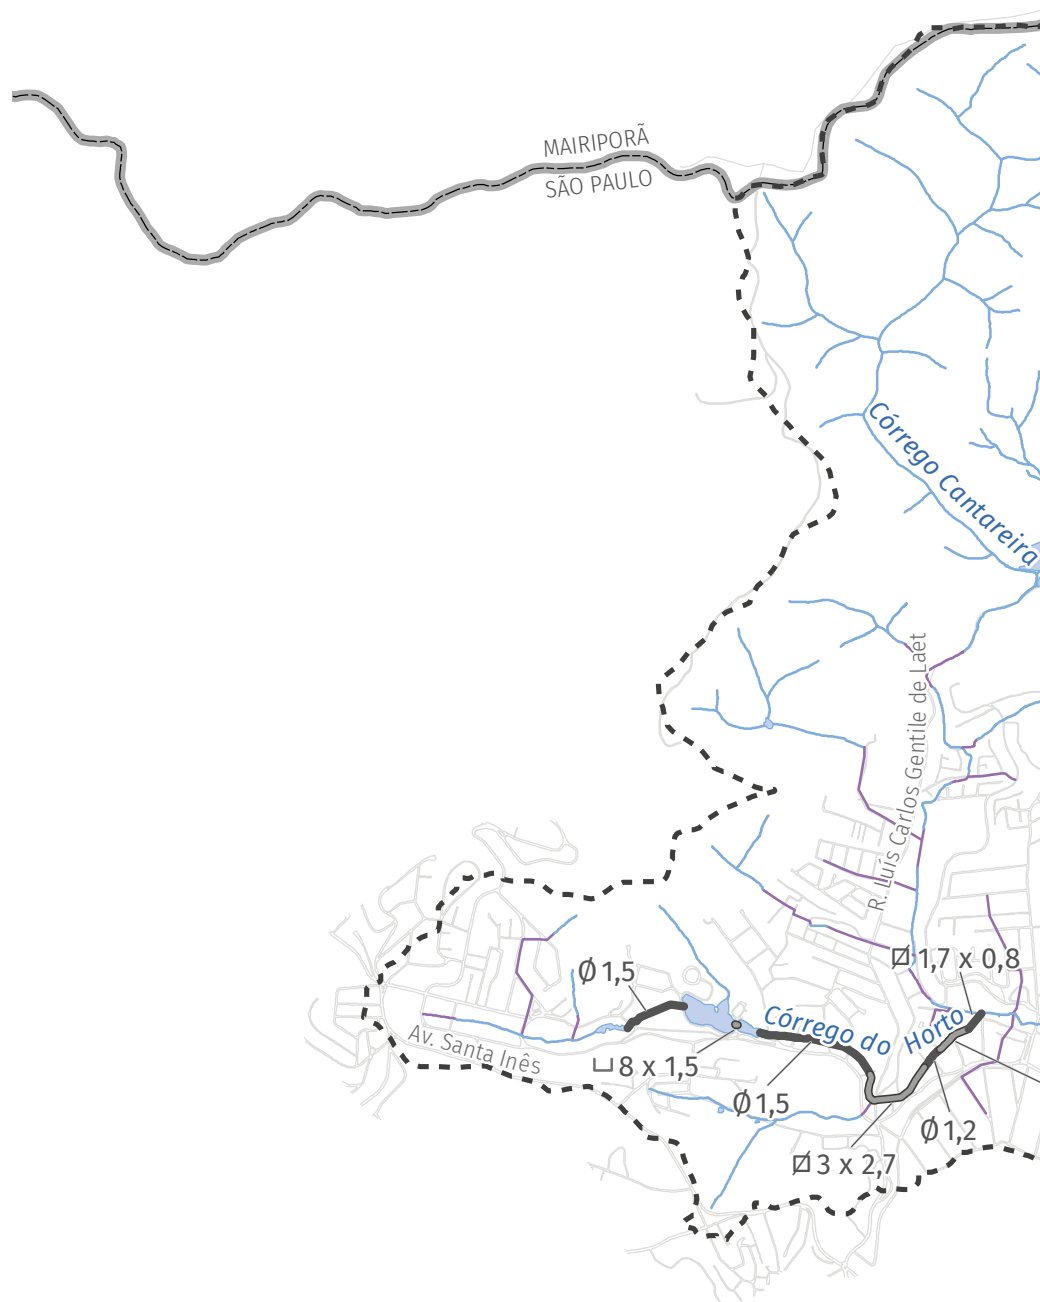 MAIRIPORÃ
SÃO PAULO
Córrego Cantareira
R. Luís Carlos Gentile de Laet
1,7 x 0,8
Ø 1,5
Córrego do Horto
Av. Santa Inês
8 x 1,5
Ø 1,5
Ø 1,2
3 x 2,7